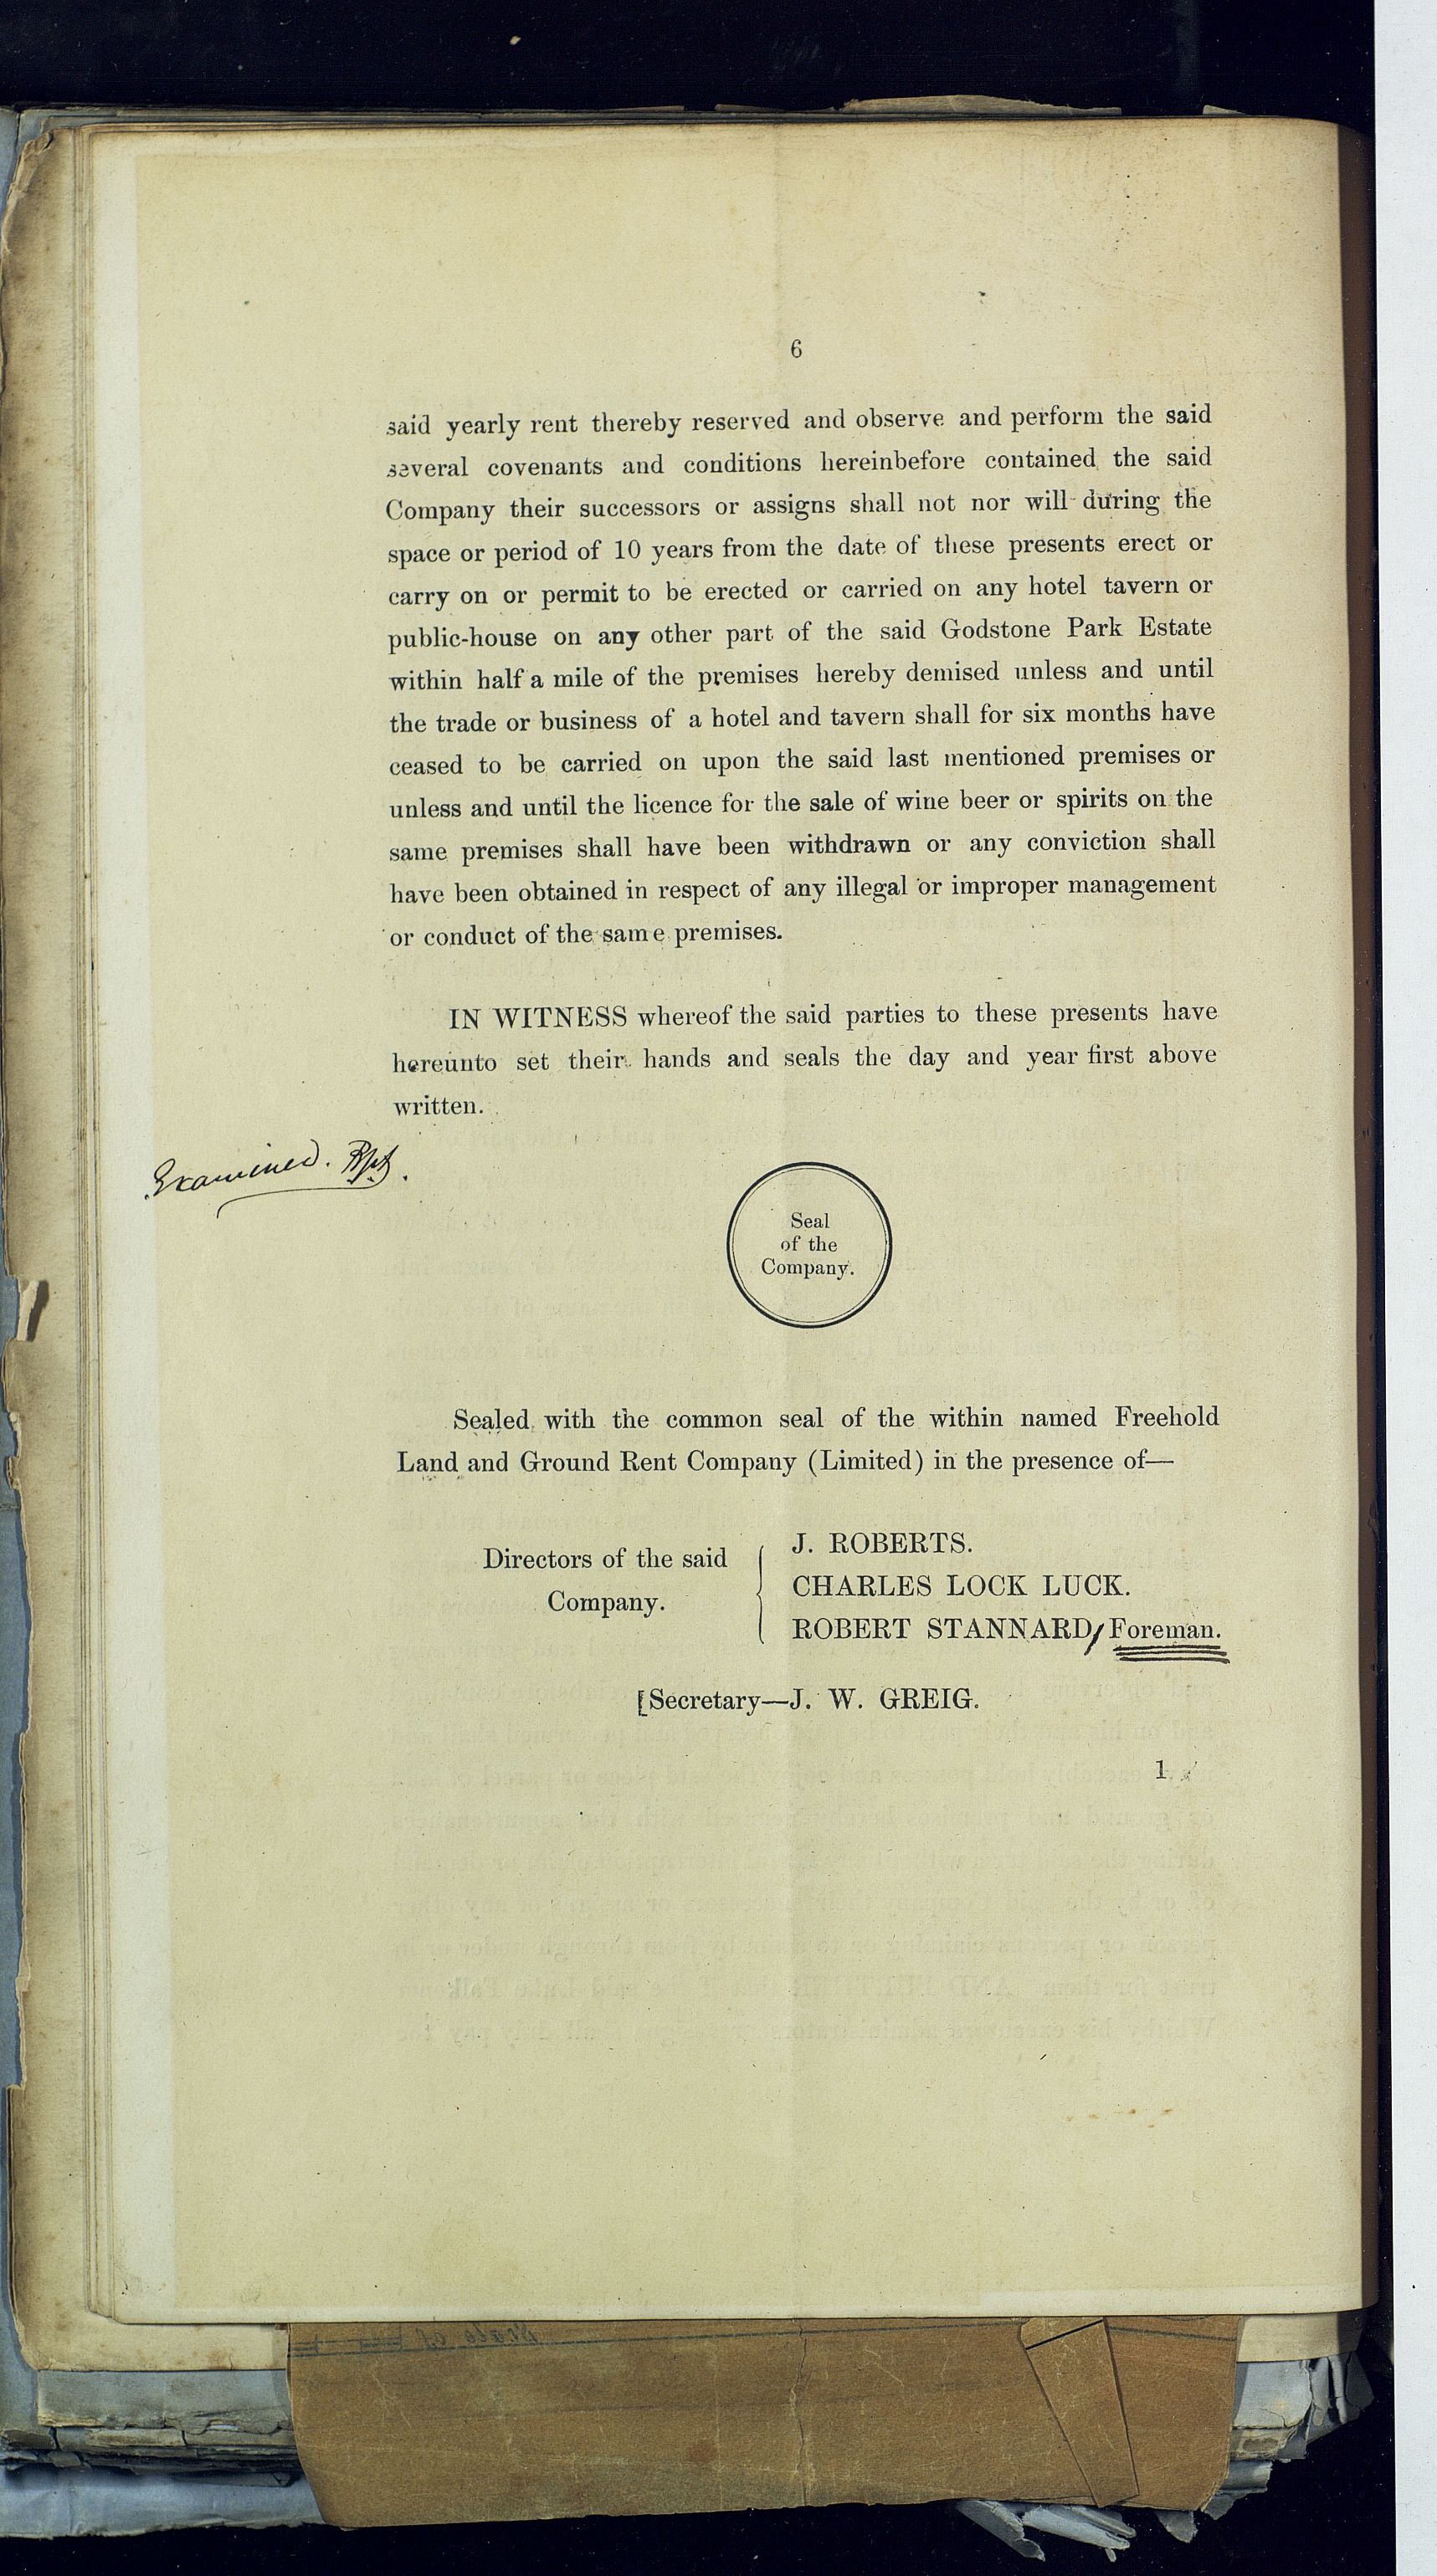 6
said yearly rent thereby reserved and observe and perform the said
several covenants and conditions hereinbefore contained the said
Company their successors or assigns shall not nor will during the
space or period of 10 years from the date of these presents erect or
carry on or permit to be erected or carried on any hotel tavern or
public-house on any other part of the said Godstone Park Estate
within half a mile of the premises hereby demised unless and until
the trade or business of a hotel and tavern shall for six months have
ceased to be carried on upon the said last mentioned premises or
unless and until the licence for the sale of wine beer or spirits on the
same premises shall have been withdrawn or any conviction shall
have been obtained in respect of any illegal or improper management
or conduct of the same premises.
IN WITNESS whereof the said parties to these presents have
hereunto set their hands and seals the day and year first above
written.
Examined.
Seal
of the
Company.
Sealed with the common seal of the within named Freehold
Land and Ground Rent Company (Limited) in the presence of—
Directors of the said
Company.
J. ROBERTS.
CHARLES LOCK LUCK.
ROBERT STANNARD/Foreman.
[Secretary—J. W. GREIG.
1